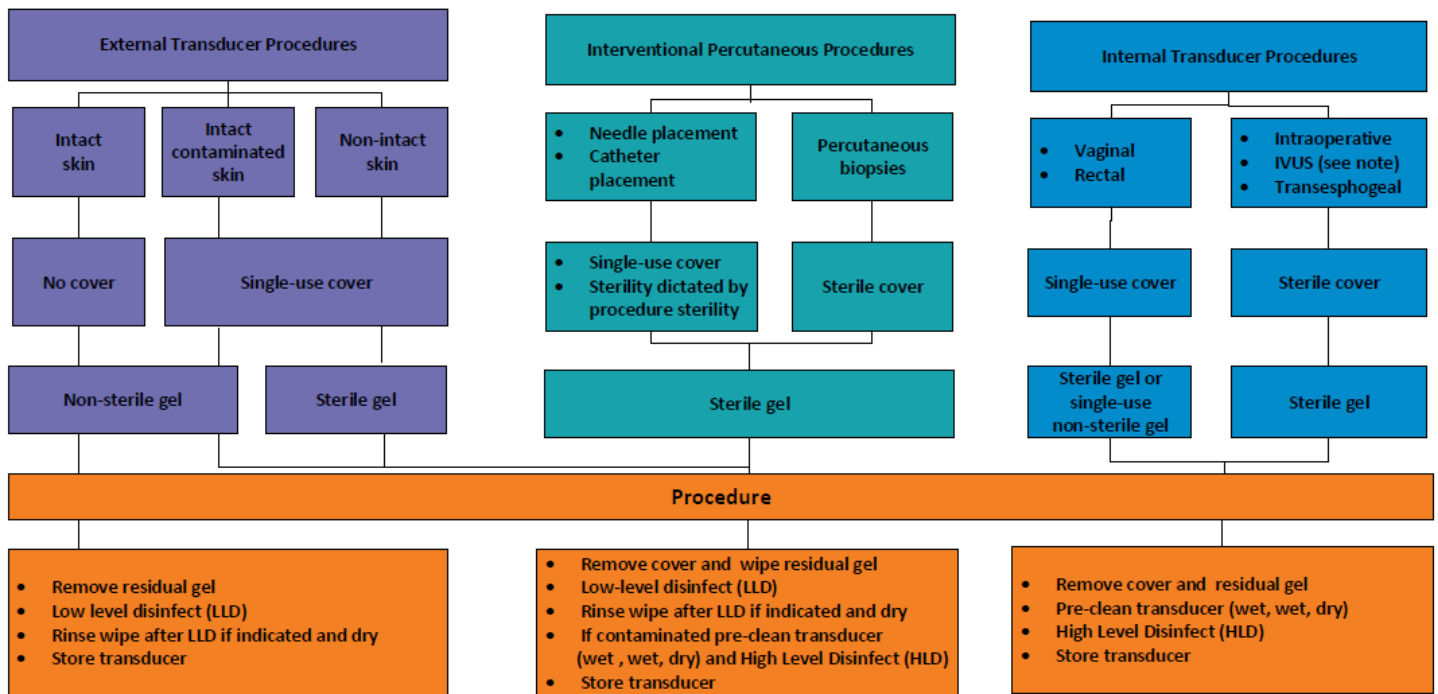 External Transducer Procedures
Interventional Percutaneous Procedures
Internal Transducer Procedures
Intact
skin
Intact
contaminated
skin
Non-intact
skin
• Needle placement
• Catheter
placement
Percutaneous
biopsies
• Vaginal
• Rectal
• Intraoperative
• IVUS (see note)
• Transesphogeal
No cover
Single-use cover
• Single-use cover
• Sterility dictated by
procedure sterility
Sterile cover
Single-use cover
Sterile cover
Non-sterile gel
Sterile gel
Sterile gel
Sterile gel or
single-use
non-sterile gel
Sterile gel
Procedure
• Remove residual gel
• Low level disinfect (LLD)
• Rinse wipe after LLD if indicated and dry
• Store transducer
• Remove cover and wipe residual gel
• Low-level disinfect (LLD)
• Rinse wipe after LLD if indicated and dry
• If contaminated pre-clean transducer
(wet , wet, dry) and High Level Disinfect (HLD)
• Store transducer
• Remove cover and residual gel
• Pre-clean transducer (wet, wet, dry)
• High Level Disinfect (HLD)
• Store transducer